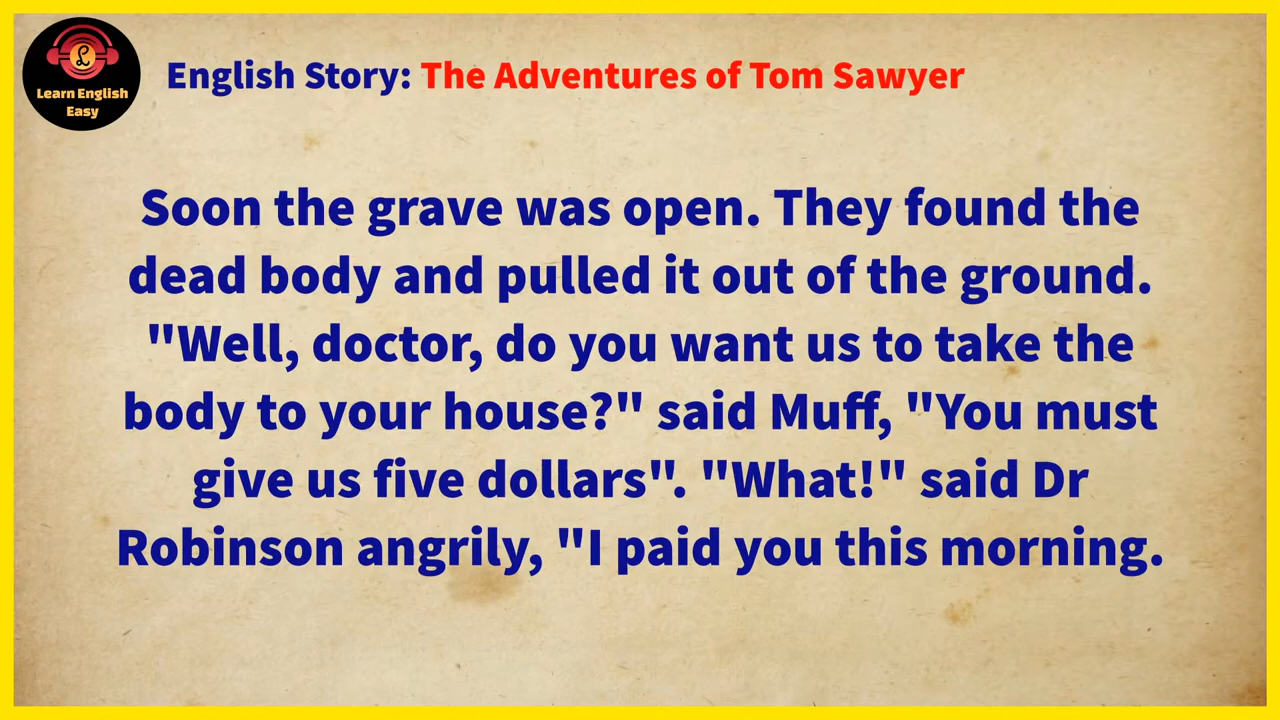 Learn English
Easy
English Story: The Adventures of Tom Sawyer
Soon the grave was open. They found the
dead body and pulled it out of the ground.
"Well, doctor, do you want us to take the
body to your house?" said Muff, "You must
give us five dollars". "What!" said Dr
Robinson angrily, "I paid you this morning.